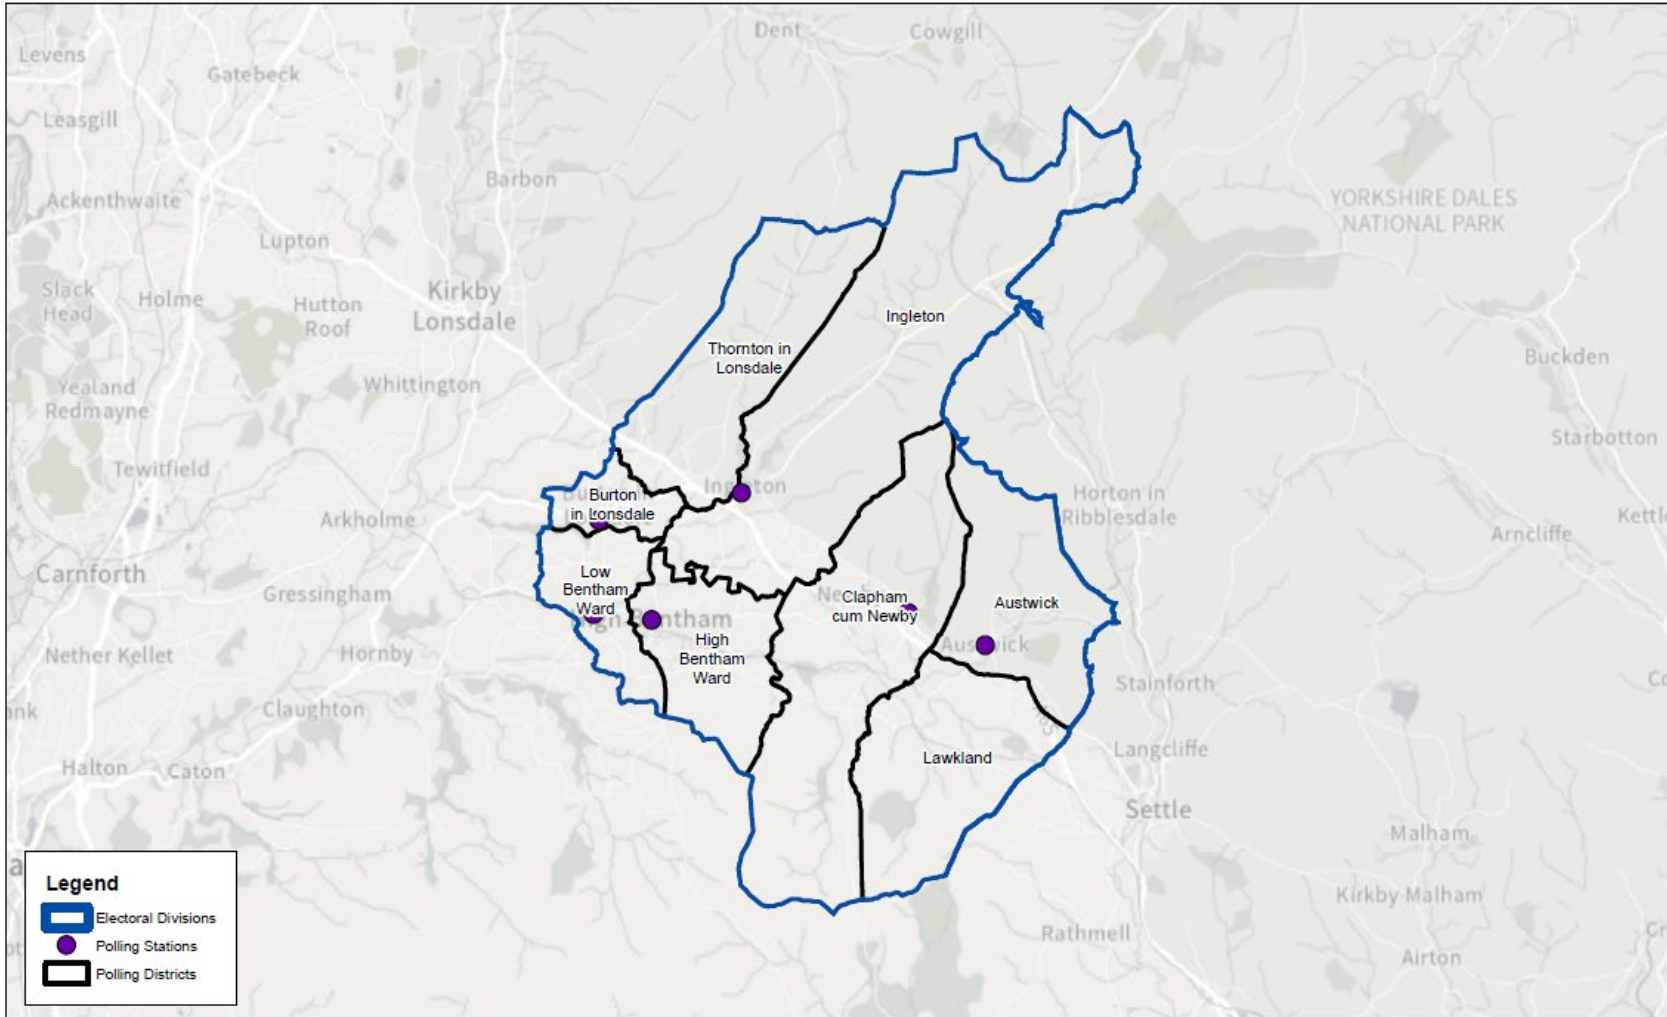 Dent
Cowgill
Levens
Gatebeck
Leasgill
Barbon
Ackenthwaite
YORKSHIRE DALES
NATIONAL PARK
Lupton
Slack
Head
Holme
Hutton
Roof
Kirkby
Lonsdale
Ingleton
Thornton in
Lonsdale
Buckden
Yealand
Redmayne
Whittington
Starbotton
Tewitfield
Horton in
Ribblesdale
Burton
in Lonsdale
Arkholme
Arncliffe
Carnforth
Gressingham
Low
Bentham
Ward
Clapham
cum Newby
Austwick
High
Bentham
Ward
Nether Kellet
Hornby
Stainforth
Claughton
Langcliffe
Lawkland
Halton
Caton
Settle
Malham
Kirkby Malham
Rathmell
Airton
Legend
Electoral Divisions
Polling Stations
Polling Districts